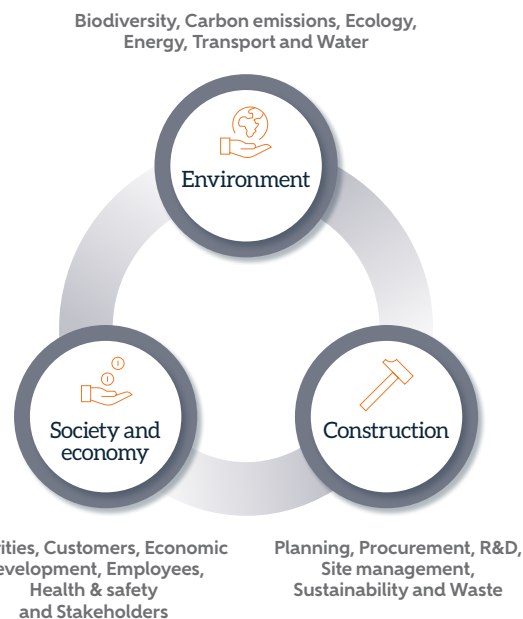 Biodiversity, Carbon emissions, Ecology,
Energy, Transport and Water
Environment
Society and
economy
Construction
Customers, Economic
Employees,
Health & safety
and Stakeholders
Planning, Procurement, R&D,
Site management,
Sustainability and Waste